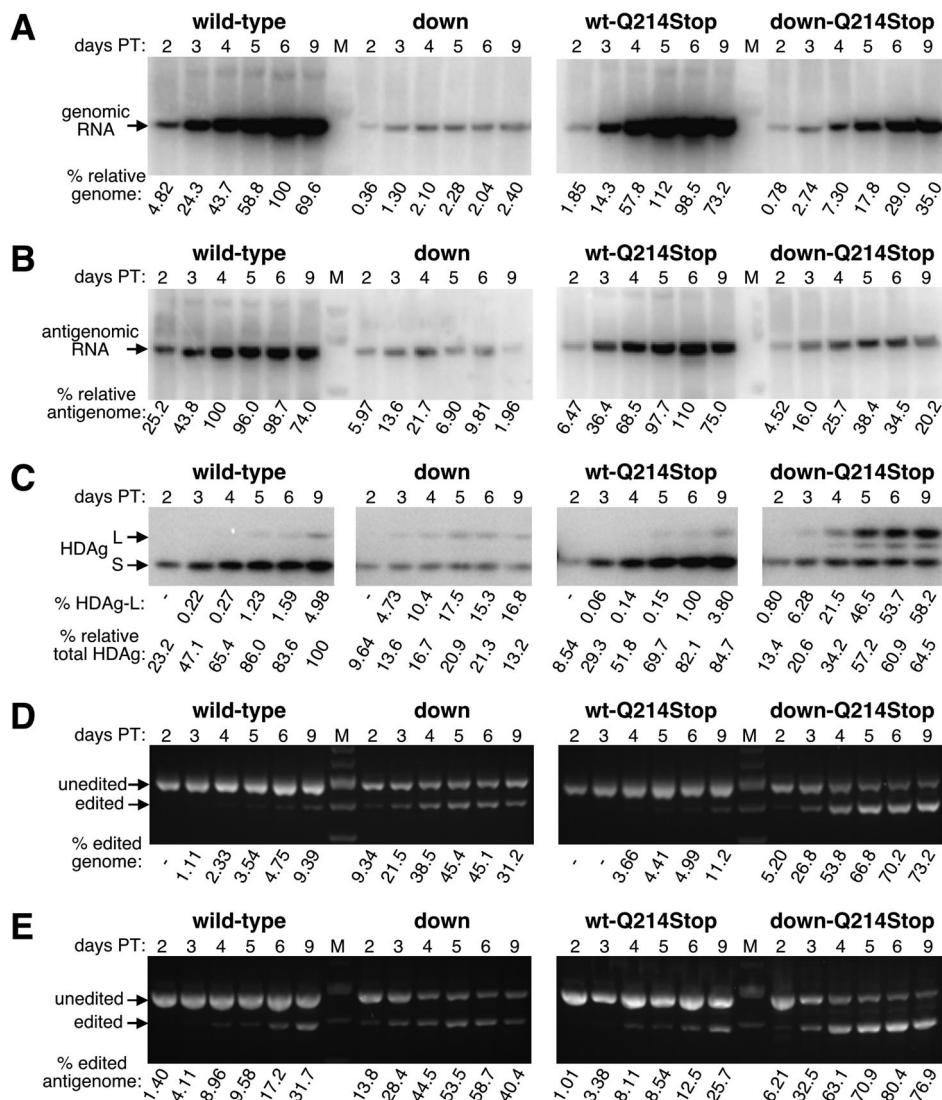 A
wild-type down wt-Q214Stop down-Q214Stop
days PT: 2 3 4 5 6 9 M 2 3 4 5 6 9 2 3 4 5 6 9 M 2 3 4 5 6 9
genomic
RNA
% relative
genome:
4.82 24.3 43.7 58.8 100 69.6 0.36 1.30 2.10 2.28 2.04 2.40 1.85 14.3 57.8 112 98.5 73.2 0.78 2.74 7.30 17.8 29.0 35.0
B
wild-type down wt-Q214Stop down-Q214Stop
days PT: 2 3 4 5 6 9 M 2 3 4 5 6 9 2 3 4 5 6 9 M 2 3 4 5 6 9
antigenomic
RNA
% relative
antigenome:
25.2 43.8 100 96.0 98.7 74.0 5.97 13.6 21.7 6.90 9.81 1.96 6.47 36.4 68.5 97.7 110 75.0 4.52 16.0 25.7 38.4 34.5 20.2
C
wild-type down wt-Q214Stop down-Q214Stop
days PT: 2 3 4 5 6 9 2 3 4 5 6 9 2 3 4 5 6 9 2 3 4 5 6 9
L
HDAg
S
% HDAg-L: - 0.22 0.27 1.23 1.59 4.98 - 4.73 10.4 17.5 15.3 16.8 - 0.06 0.14 0.15 1.00 3.80 0.80 6.28 21.5 46.5 53.7 58.2
% relative
total HDAg:
23.2 47.1 65.4 86.0 83.6 100 9.64 13.6 16.7 20.9 21.3 13.2 8.54 29.3 51.8 69.7 82.1 84.7 13.4 20.6 34.2 57.2 60.9 64.5
D
wild-type down wt-Q214Stop down-Q214Stop
days PT: 2 3 4 5 6 9 M 2 3 4 5 6 9 2 3 4 5 6 9 M 2 3 4 5 6 9
unedited
edited
% edited
genome:
- 1.11 2.33 3.54 4.75 9.39 9.34 21.5 38.5 45.4 45.1 31.2 - - 3.66 4.41 4.99 11.2 5.20 26.8 53.8 66.8 70.2 73.2
E
wild-type down wt-Q214Stop down-Q214Stop
days PT: 2 3 4 5 6 9 M 2 3 4 5 6 9 2 3 4 5 6 9 M 2 3 4 5 6 9
unedited
edited
% edited
antigenome:
1.40 4.11 8.96 9.58 17.2 31.7 13.8 28.4 44.5 53.5 58.7 40.4 1.01 3.38 8.11 8.54 12.5 25.7 6.21 32.5 63.1 70.9 80.4 76.9